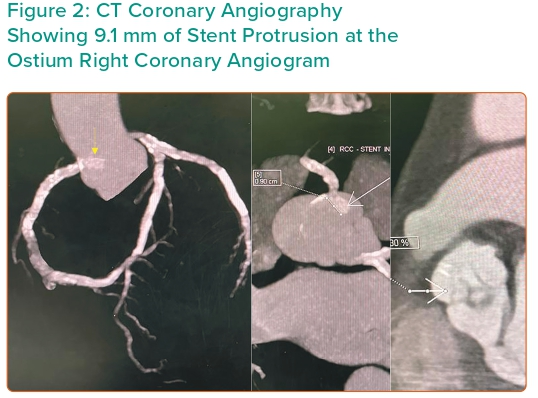 Figure 2: CT Coronary Angiography
Showing 9.1 mm of Stent Protrusion at the
Ostium Right Coronary Angiogram
[4] RCC - STENT IN
[5]
0.90 cm
30 %